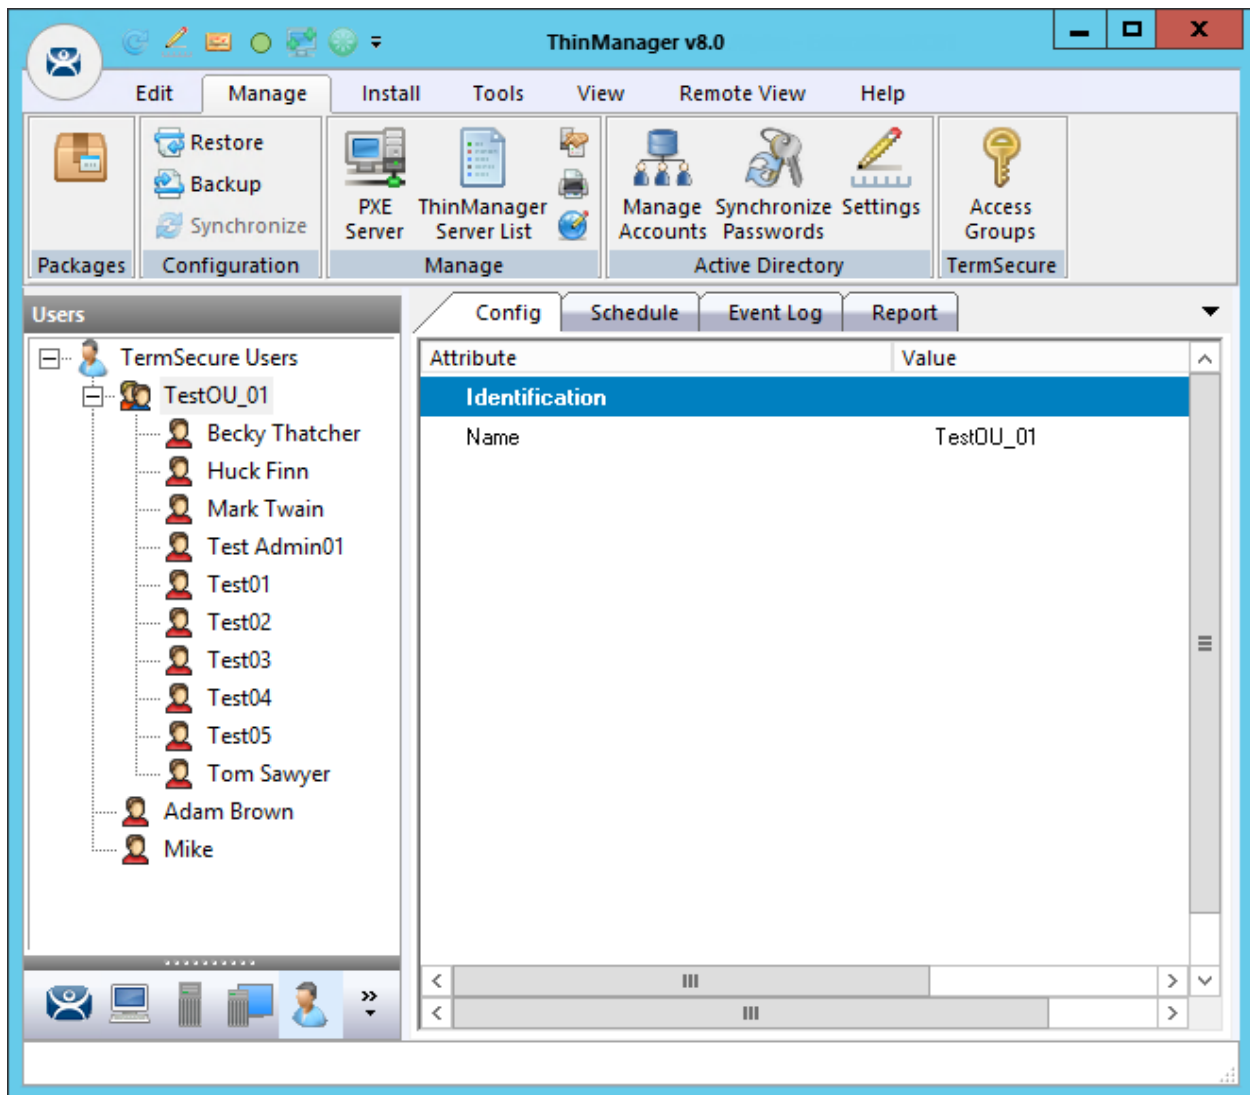 ThinManager v8.0
X
Edit Manage Install Tools View Remote View Help
Restore
Backup
Synchronize
PXE Server
ThinManager Server List
Manage Accounts
Synchronize Passwords
Settings
Access Groups
Packages Configuration Manage Active Directory TermSecure
Users
TermSecure Users
TestOU_01
Becky Thatcher
Huck Finn
Mark Twain
Test Admin01
Test01
Test02
Test03
Test04
Test05
Tom Sawyer
Adam Brown
Mike
Config Schedule Event Log Report
Attribute Value
Identification
Name TestOU_01